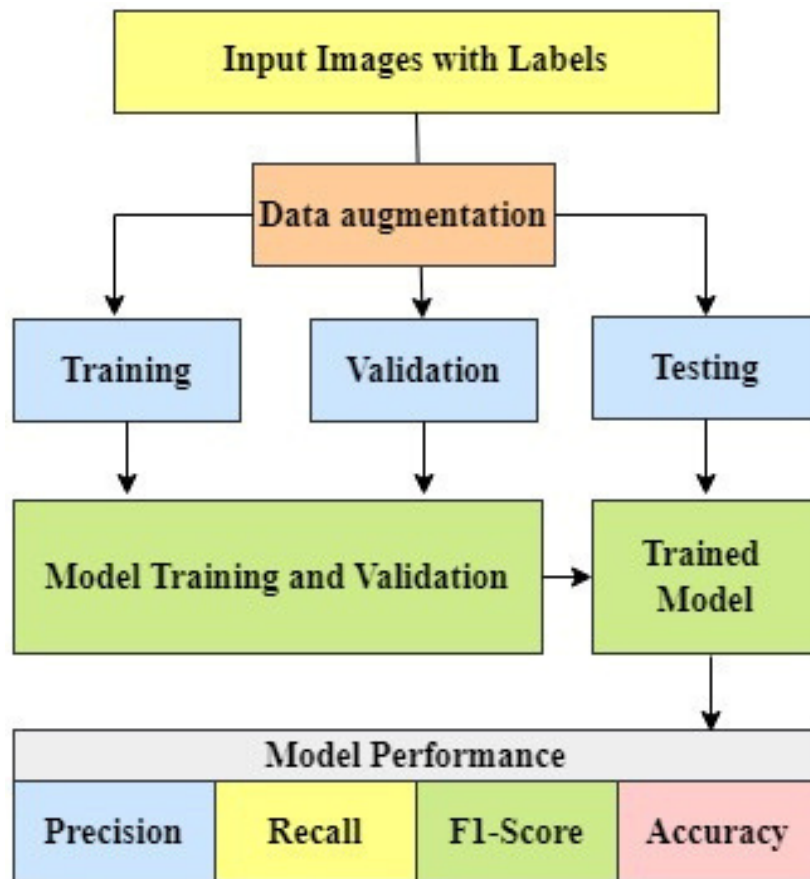 Input Images with Labels
Data augmentation
Training
Validation
Testing
Model Training and Validation
Trained
Model
Model Performance
Precision
Recall
F1-Score
Accuracy